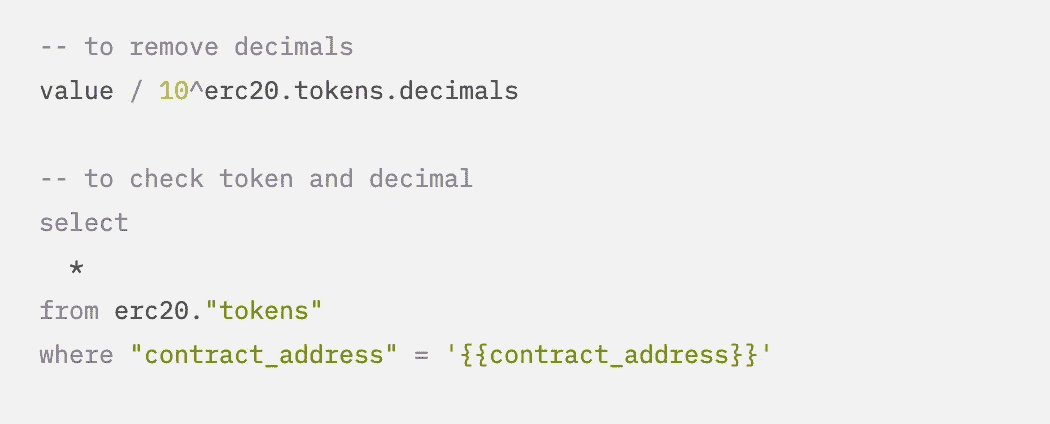 -- to remove decimals
value / 10^erc20.tokens.decimals
-- to check token and decimal
select
*
from erc20."tokens"
where "contract_address" = '{{contract_address}}'